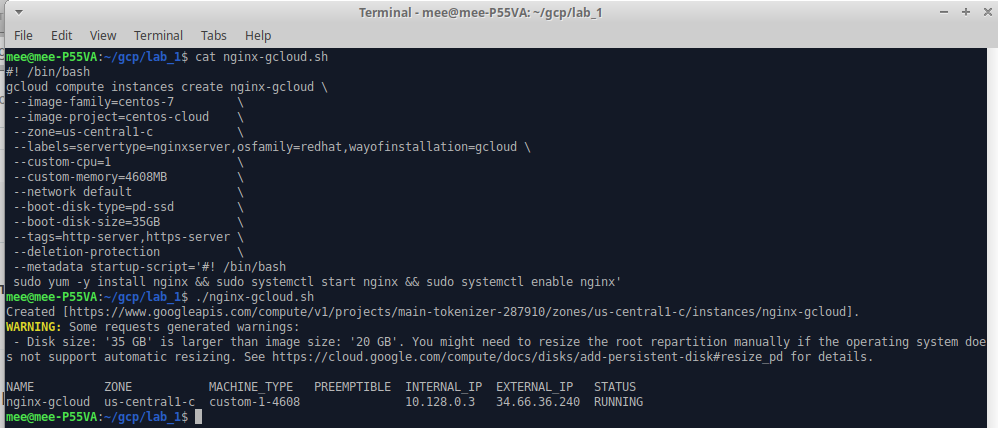 Terminal - mee@mee-P55VA: ~/gcp/lab_1
File Edit View Terminal Tabs Help
mee@mee-P55VA:~/gcp/lab_1$ cat nginx-gcloud.sh
#! /bin/bash
gcloud compute instances create nginx-gcloud \
--image-family=centos-7 \
--image-project=centos-cloud \
--zone=us-central1-c \
--labels=servertype=nginxserver,osfamily=redhat,wayofinstallation=gcloud \
--custom-cpu=1 \
--custom-memory=4608MB \
--network default \
--boot-disk-type=pd-ssd \
--boot-disk-size=35GB \
--tags=http-server,https-server \
--deletion-protection \
--metadata startup-script='#! /bin/bash
sudo yum -y install nginx && sudo systemctl start nginx && sudo systemctl enable nginx'
mee@mee-P55VA:~/gcp/lab_1$ ./nginx-gcloud.sh
Created [https://www.googleapis.com/compute/v1/projects/main-tokenizer-287910/zones/us-central1-c/instances/nginx-gcloud].
WARNING: Some requests generated warnings:
- Disk size: '35 GB' is larger than image size: '20 GB'. You might need to resize the root repartition manually if the operating system doe
s not support automatic resizing. See https://cloud.google.com/compute/docs/disks/add-persistent-disk#resize_pd for details.
NAME ZONE MACHINE_TYPE PREEMPTIBLE INTERNAL_IP EXTERNAL_IP STATUS
nginx-gcloud us-central1-c custom-1-4608 10.128.0.3 34.66.36.240 RUNNING
mee@mee-P55VA:~/gcp/lab_1$